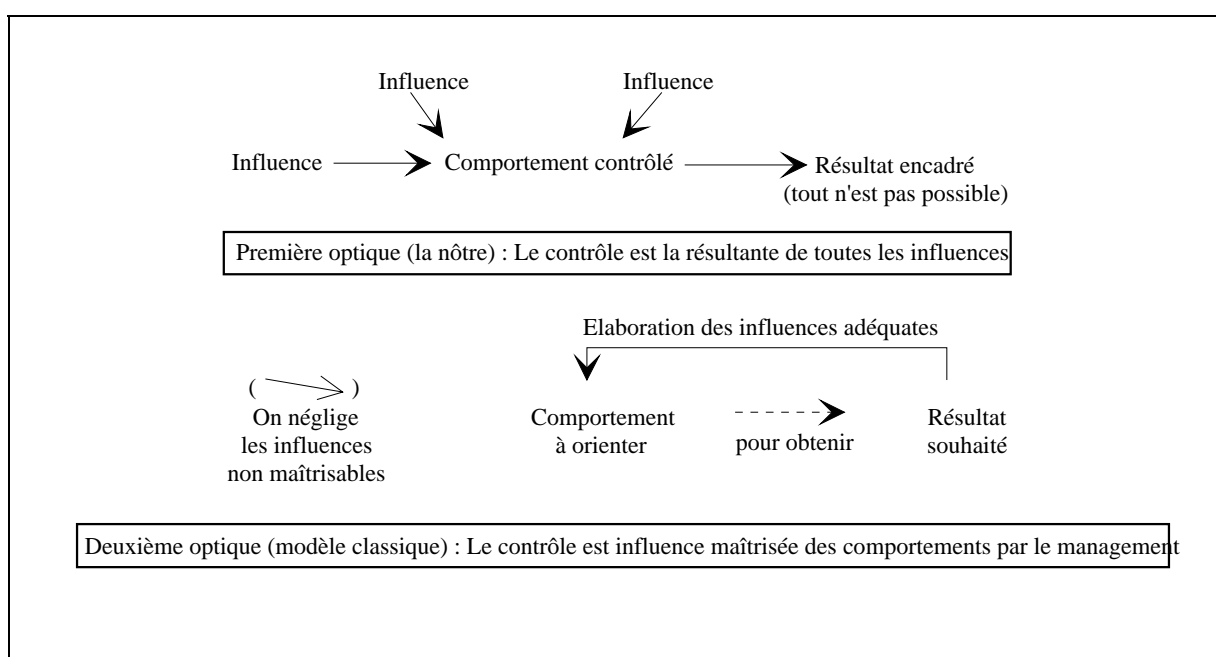 Influence Influence
Influence Comportement contrôlé Résultat encadré
(tout n'est pas possible)
Première optique (la nôtre) : Le contrôle est la résultante de toutes les influences
Elaboration des influences adéquates
( )
On néglige
les influences
non maîtrisables
Comportement
à orienter
pour obtenir
Résultat
souhaité
Deuxième optique (modèle classique) : Le contrôle est influence maîtrisée des comportements par le management